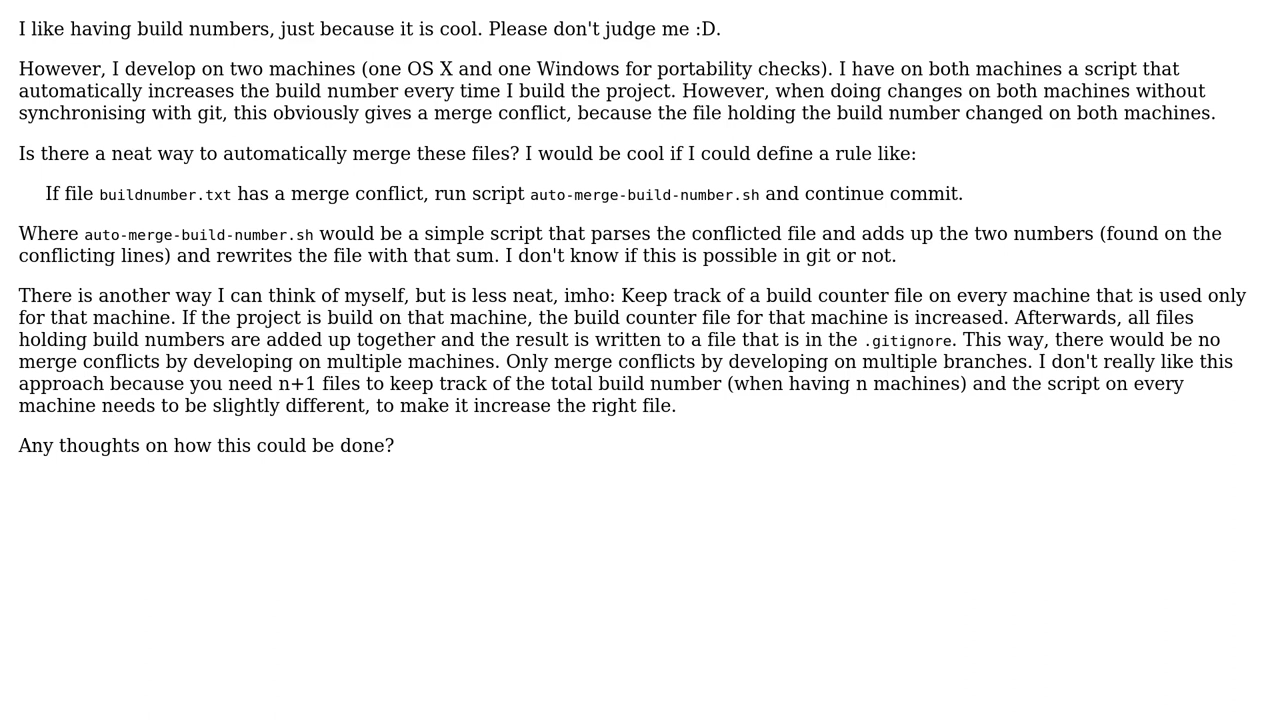 I like having build numbers, just because it is cool. Please don't judge me :D.
However, I develop on two machines (one OS X and one Windows for portability checks). I have on both machines a script that
automatically increases the build number every time I build the project. However, when doing changes on both machines without
synchronising with git, this obviously gives a merge conflict, because the file holding the build number changed on both machines.
Is there a neat way to automatically merge these files? I would be cool if I could define a rule like:
If file buildnumber.txt has a merge conflict, run script auto-merge-build-number.sh and continue commit.
Where auto-merge-build-number.sh would be a simple script that parses the conflicted file and adds up the two numbers (found on the
conflicting lines) and rewrites the file with that sum. I don't know if this is possible in git or not.
There is another way I can think of myself, but is less neat, imho: Keep track of a build counter file on every machine that is used only
for that machine. If the project is build on that machine, the build counter file for that machine is increased. Afterwards, all files
holding build numbers are added up together and the result is written to a file that is in the .gitignore. This way, there would be no
merge conflicts by developing on multiple machines. Only merge conflicts by developing on multiple branches. I don't really like this
approach because you need n+1 files to keep track of the total build number (when having n machines) and the script on every
machine needs to be slightly different, to make it increase the right file.
Any thoughts on how this could be done?